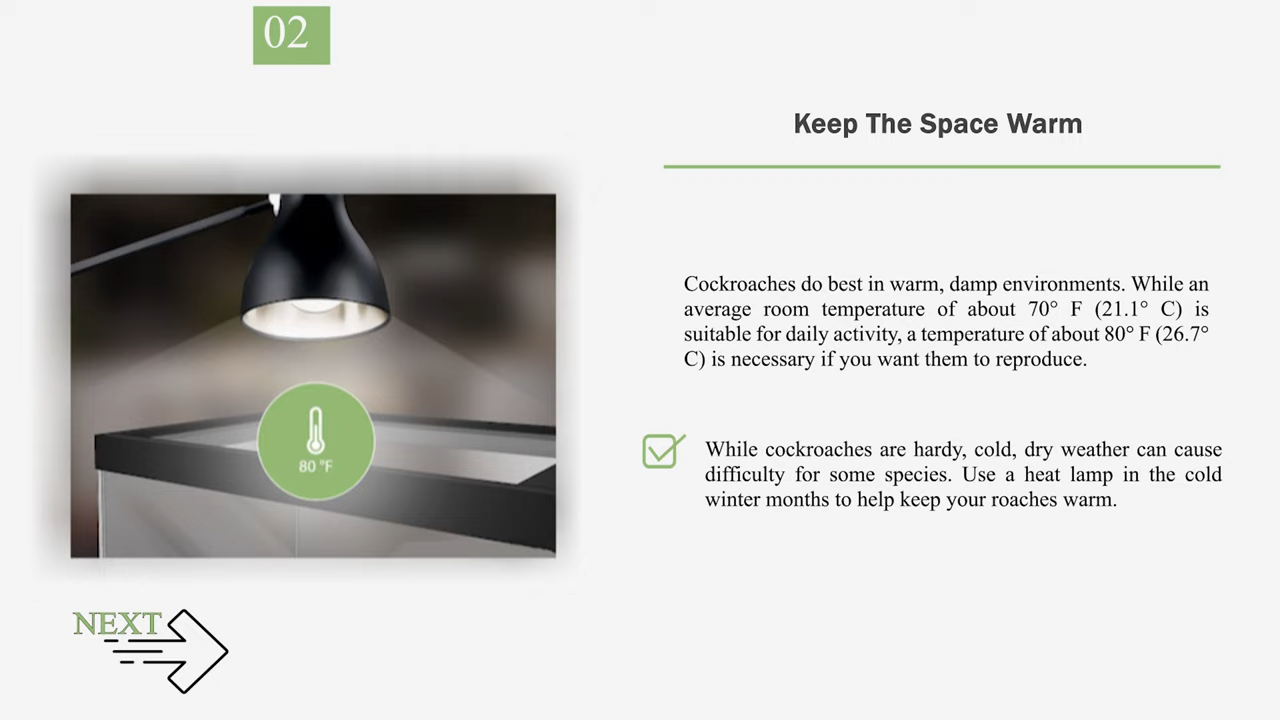 02
Keep The Space Warm
Cockroaches do best in warm, damp environments. While an
average room temperature of about 70° F (21.1° C) is
suitable for daily activity, a temperature of about 80° F (26.7°
C) is necessary if you want them to reproduce.
80 °F
While cockroaches are hardy, cold, dry weather can cause
difficulty for some species. Use a heat lamp in the cold
winter months to help keep your roaches warm.
NEXT